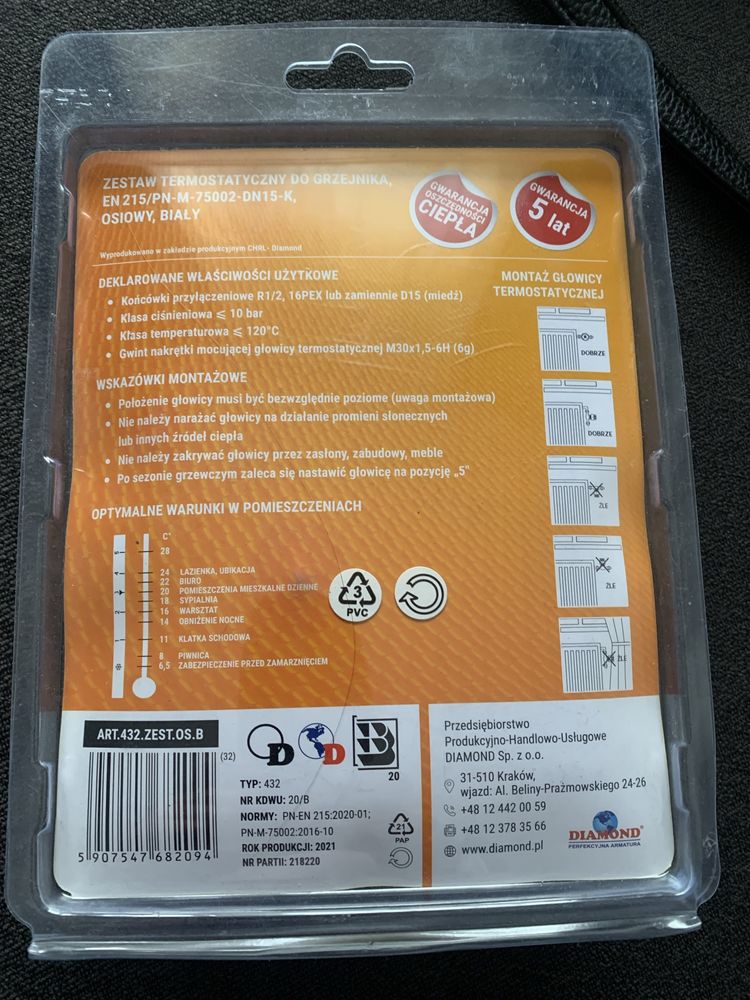 ZESTAW TERMOSTATYCZNY DO GRZEJNIKA,
EN 215/PN-M-75002-DN15-K,
OSIOWY, BIAŁY
GWARANCJA
OSZCZĘDNOŚCI
CIEPŁA
GWARANCJA
5 lat
Wyprodukowano w zakładzie produkcyjnym CHRL- Diamond
DEKLAROWANE WŁAŚCIWOŚCI UŻYTKOWE
• Końcówki przyłączeniowe R1/2, 16PEX lub zamiennie D15 (miedź)
• Klasa ciśnieniowa ⩽ 10 bar
• Klasa temperaturowa ⩽ 120°C
• Gwint nakrętki mocującej głowicy termostatycznej M30x1,5-6H (6g)
WSKAZÓWKI MONTAŻOWE
• Położenie głowicy musi być bezwzględnie poziome (uwaga montażowa)
• Nie należy narażać głowicy na działanie promieni słonecznych
lub innych źródeł ciepła
• Nie należy zakrywać głowicy przez zasłony, zabudowy, meble
• Po sezonie grzewczym zaleca się nastawić głowicę na pozycję „5"
MONTAŻ GŁOWICY
TERMOSTATYCZNEJ
DOBRZE
DOBRZE
ŹLE
ŹLE
ŹLE
OPTYMALNE WARUNKI W POMIESZCZENIACH
C°
28
24 ŁAZIENKA, UBIKACJA
22 BIURO
20 POMIESZCZENIA MIESZKALNE DZIENNE
18 SYPIALNIA
16 WARSZTAT
14 OBNIŻENIE NOCNE
11 KLATKA SCHODOWA
8 PIWNICA
6,5 ZABEZPIECZENIE PRZED ZAMARZNIĘCIEM
5
4
2
1
3
PVC
ART.432.ZEST.OS.B
(32)
5 907547 682094
D
D
B
20
TYP: 432
NR KDWU: 20/B
NORMY: PN-EN 215:2020-01;
PN-M-75002:2016-10
ROK PRODUKCJI: 2021
NR PARTII: 218220
21
PAP
Przedsiębiorstwo
Produkcyjno-Handlowo-Usługowe
DIAMOND Sp. z o.o.
31-510 Kraków,
wjazd: Al. Beliny-Prażmowskiego 24-26
+48 12 442 00 59
+48 12 378 35 66
www.diamond.pl
DIAMOND®
PERFEKCYJNA ARMATURA